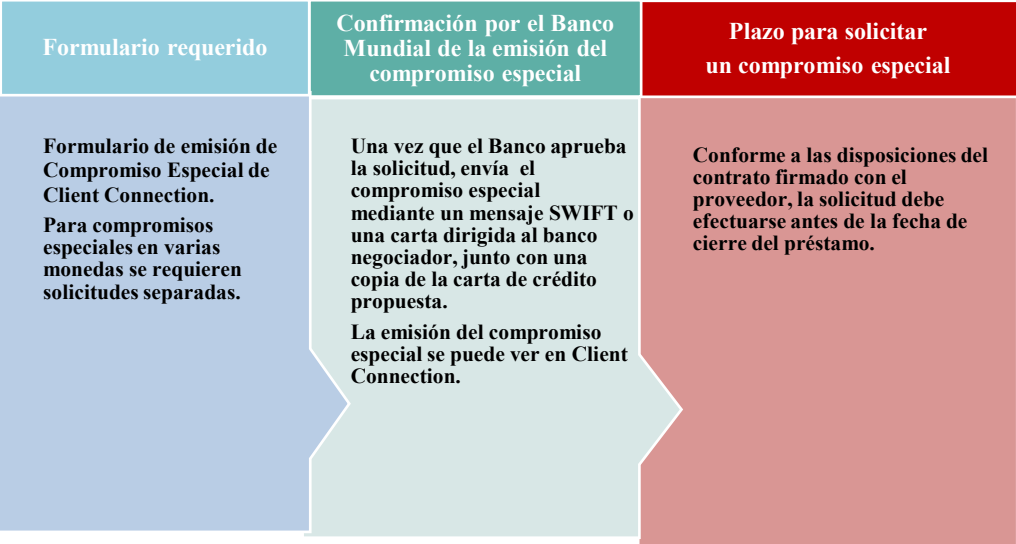 Formulario requerido
Formulario de emisión de
Compromiso Especial de
Client Connection.
Para compromisos
especiales en varias
monedas se requieren
solicitudes separadas.
Confirmación por el Banco
Mundial de la emisión del
compromiso especial
Una vez que el Banco aprueba
la solicitud, envía el
compromiso especial
mediante un mensaje SWIFT o
una carta dirigida al banco
negociador, junto con una
copia de la carta de crédito
propuesta.
La emisión del compromiso
especial se puede ver en Client
Connection.
Plazo para solicitar
un compromiso especial
Conforme a las disposiciones del
contrato firmado con el
proveedor, la solicitud debe
efectuarse antes de la fecha de
cierre del préstamo.